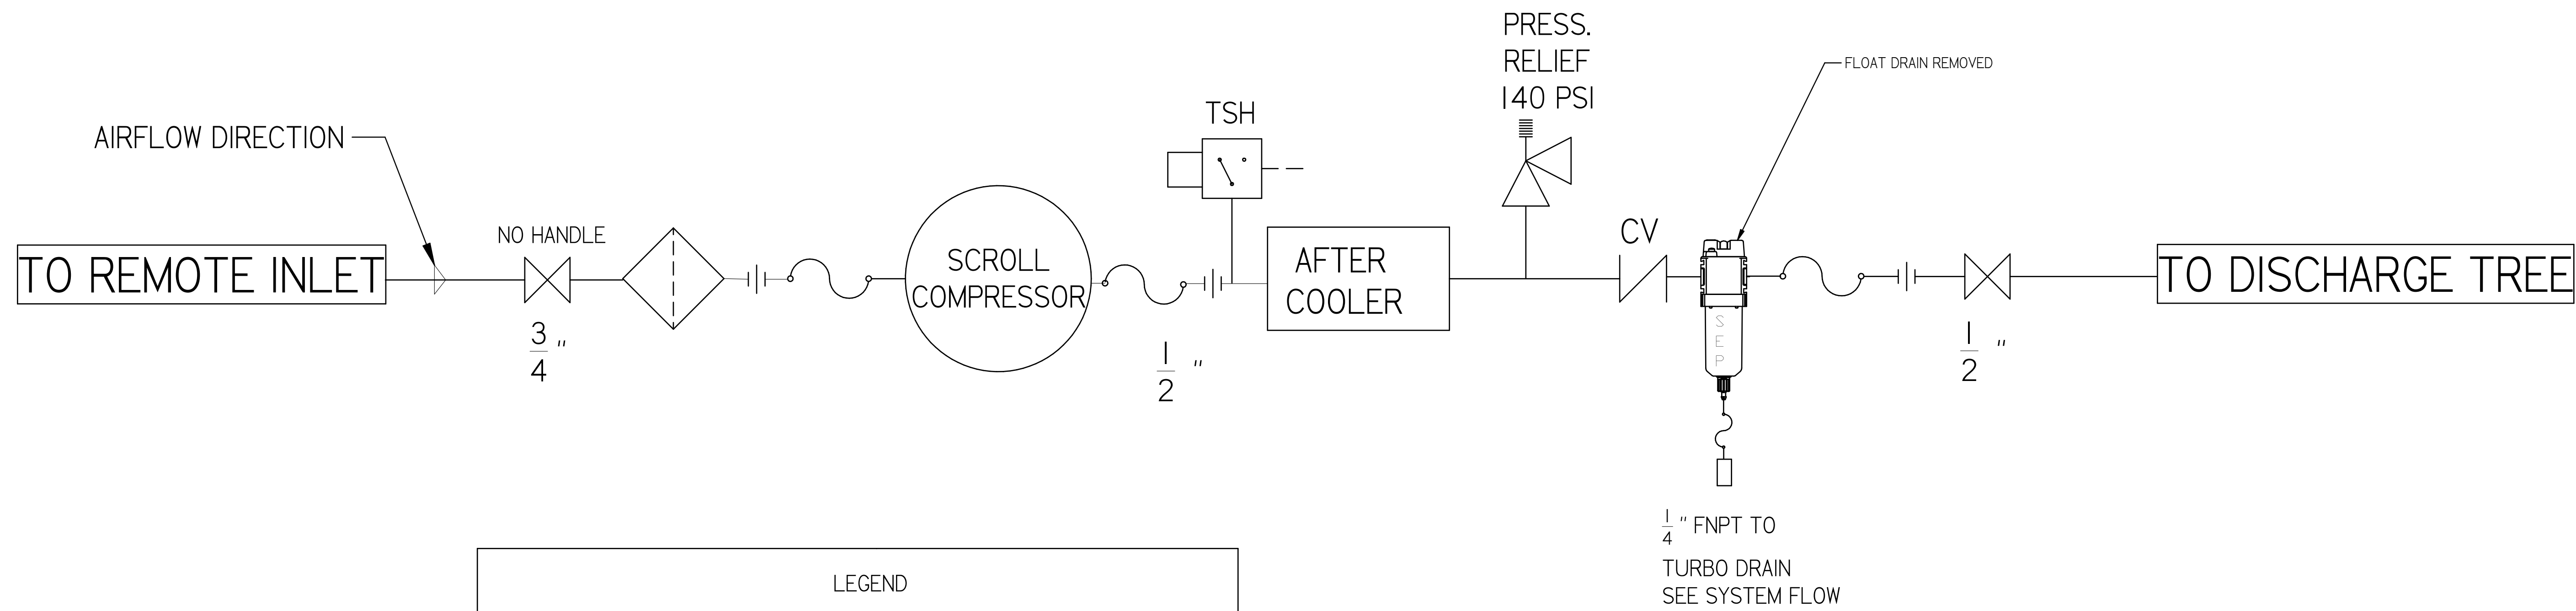 PRESS.
RELIEF
140 PSI
FLOAT DRAIN REMOVED
TSH
AIRFLOW DIRECTION
NO HANDLE
CV
TO REMOTE INLET
SCROLL
COMPRESSOR
AFTER
COOLER
TO DISCHARGE TREE
S
E
P
3/4 "
1/2 "
1/2 "
1/4 " FNPT TO
TURBO DRAIN
SEE SYSTEM FLOW
LEGEND